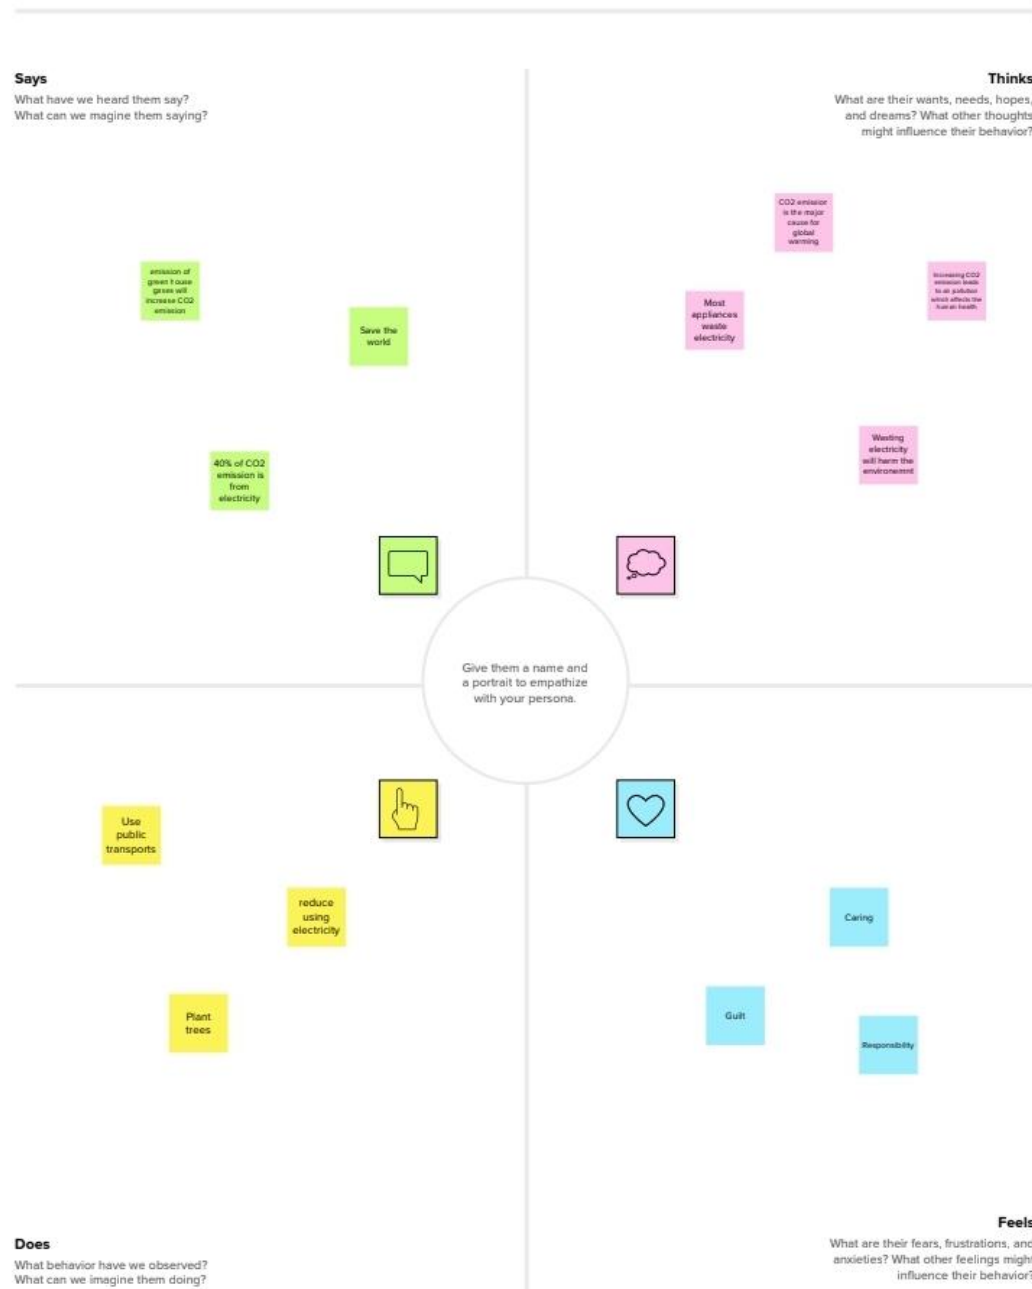 Says
What have we heard them say?
What can we magine them saying?
Thinks
What are their wants, needs, hopes,
and dreams? What other thoughts
might influence their behavior?
emission of
green house
gases will
increase CO2
emission
Save the
world
40% of CO2
emission is
from
electricity
CO2 emission
is the major
cause for
global
warming
Most
appliances
waste
electricity
Increasing CO2
emission leads
to air pollution
which affects the
human health
Wasting
electricity
will harm the
environemnt
Give them a name and
a portrait to empathize
with your persona.
Use
public
transports
reduce
using
electricity
Plant
trees
Caring
Guilt
Responsibility
Does
What behavior have we observed?
What can we imagine them doing?
Feels
What are their fears, frustrations, and
anxieties? What other feelings might
influence their behavior?